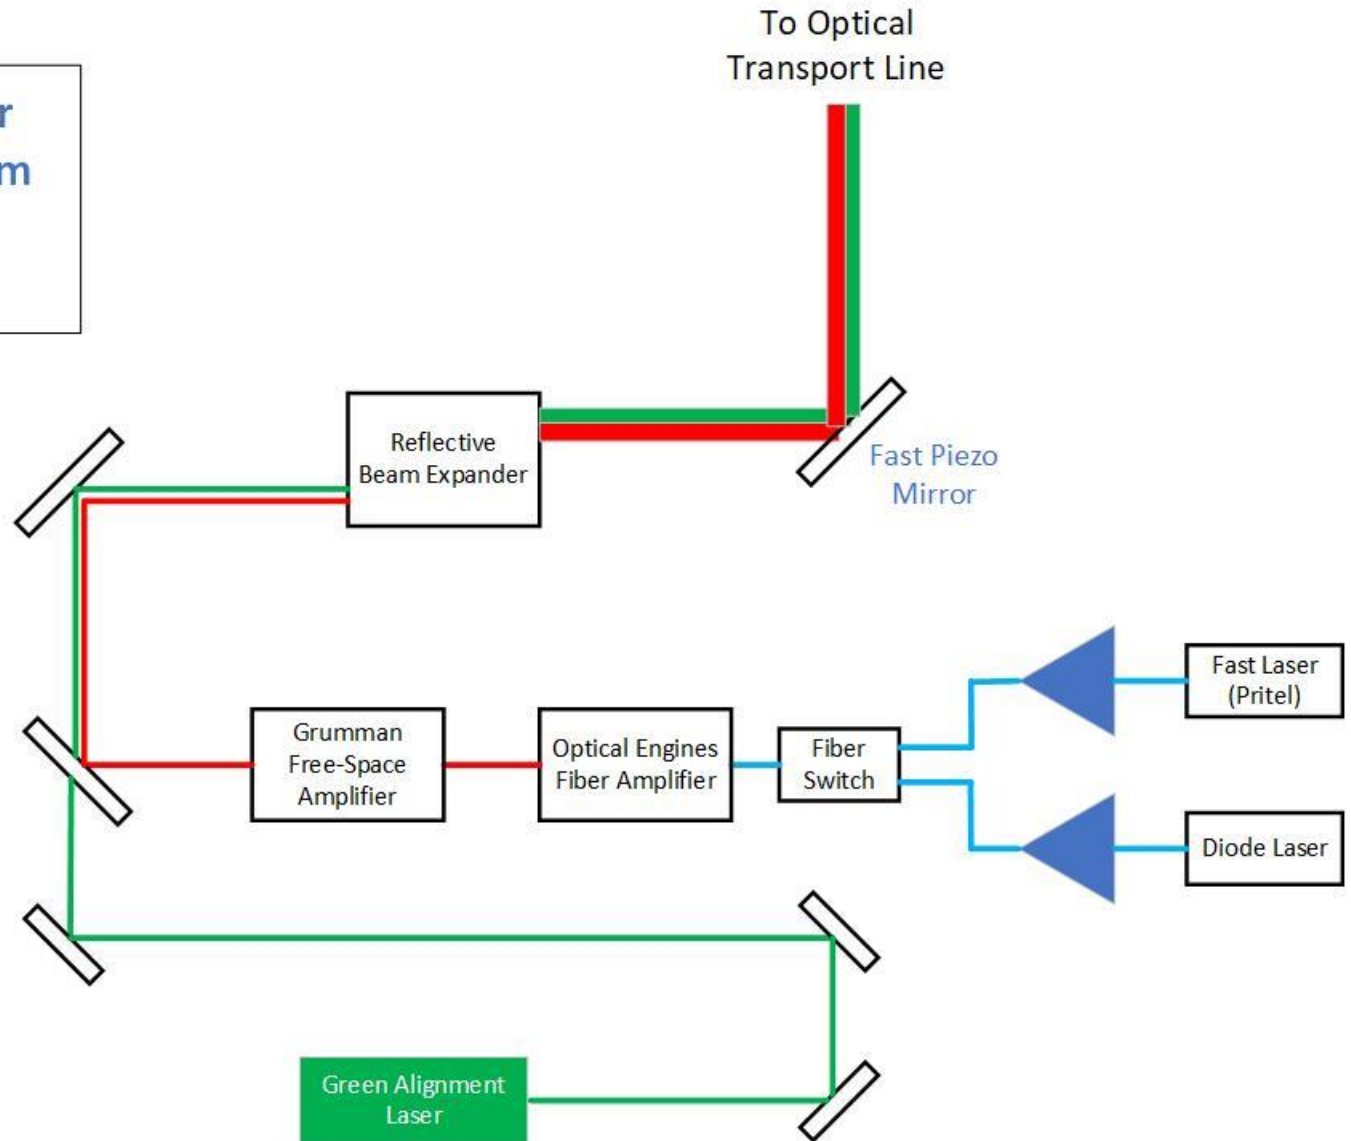 To Optical
Transport Line
Reflective
Beam Expander
Fast Piezo
Mirror
Fast Laser
(Pritel)
Grumman
Free-Space
Amplifier
Optical Engines
Fiber Amplifier
Fiber
Switch
Diode Laser
Green Alignment
Laser